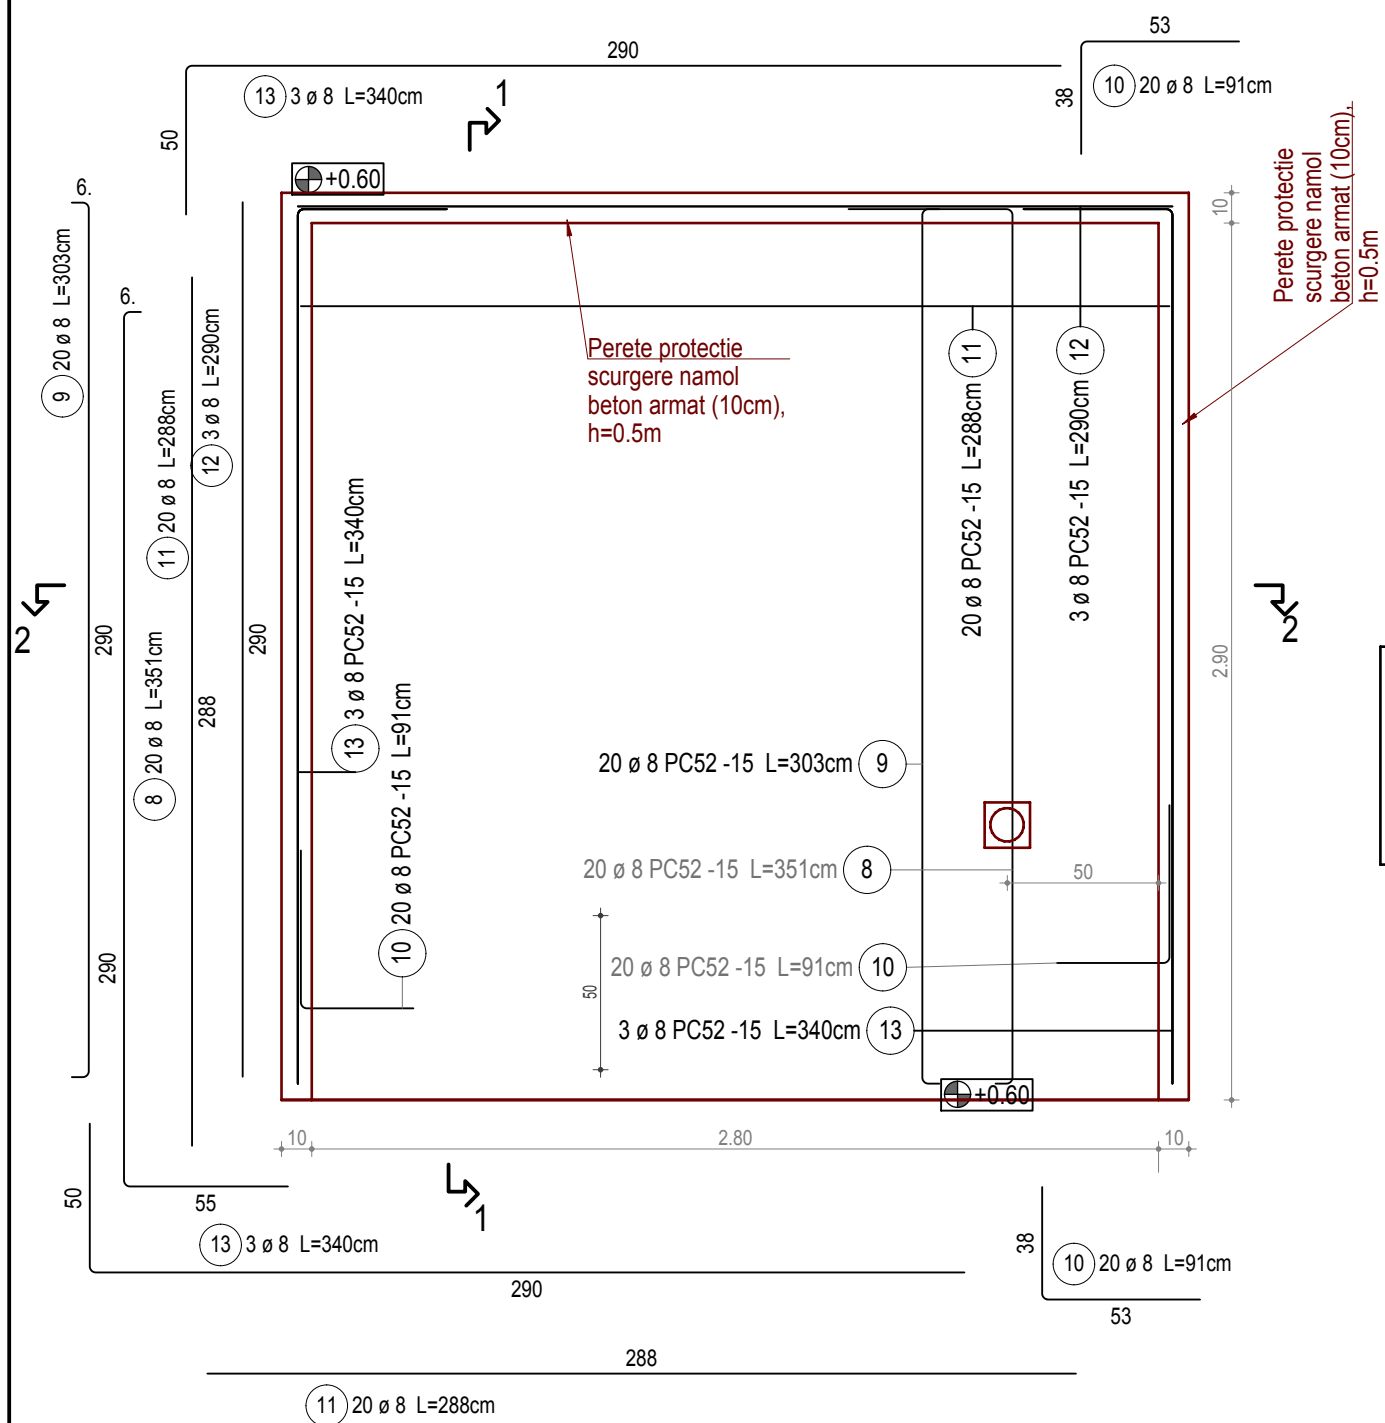 53
290
13 3 ø 8 L=340cm
10 20 ø 8 L=91cm
38
1
50
+0.60
6.
10
Perete protectie
scurgere namol
beton armat (10cm),
h=0.5m
9 20 ø 8 L=303cm
6.
12 3 ø 8 L=290cm
11 20 ø 8 L=288cm
8 20 ø 8 L=351cm
Perete protectie
scurgere namol
beton armat (10cm),
h=0.5m
11
20 ø 8 PC52 -15 L=288cm
12
3 ø 8 PC52 -15 L=290cm
13 3 ø 8 PC52 -15 L=340cm
10 20 ø 8 PC52 -15 L=91cm
2
2
290
290
288
2.90
20 ø 8 PC52 -15 L=303cm 9
20 ø 8 PC52 -15 L=351cm 8
50
290
20 ø 8 PC52 -15 L=91cm 10
50
3 ø 8 PC52 -15 L=340cm 13
+0.60
10
2.80
10
50
55
1
13 3 ø 8 L=340cm
38
10 20 ø 8 L=91cm
290
53
288
11 20 ø 8 L=288cm